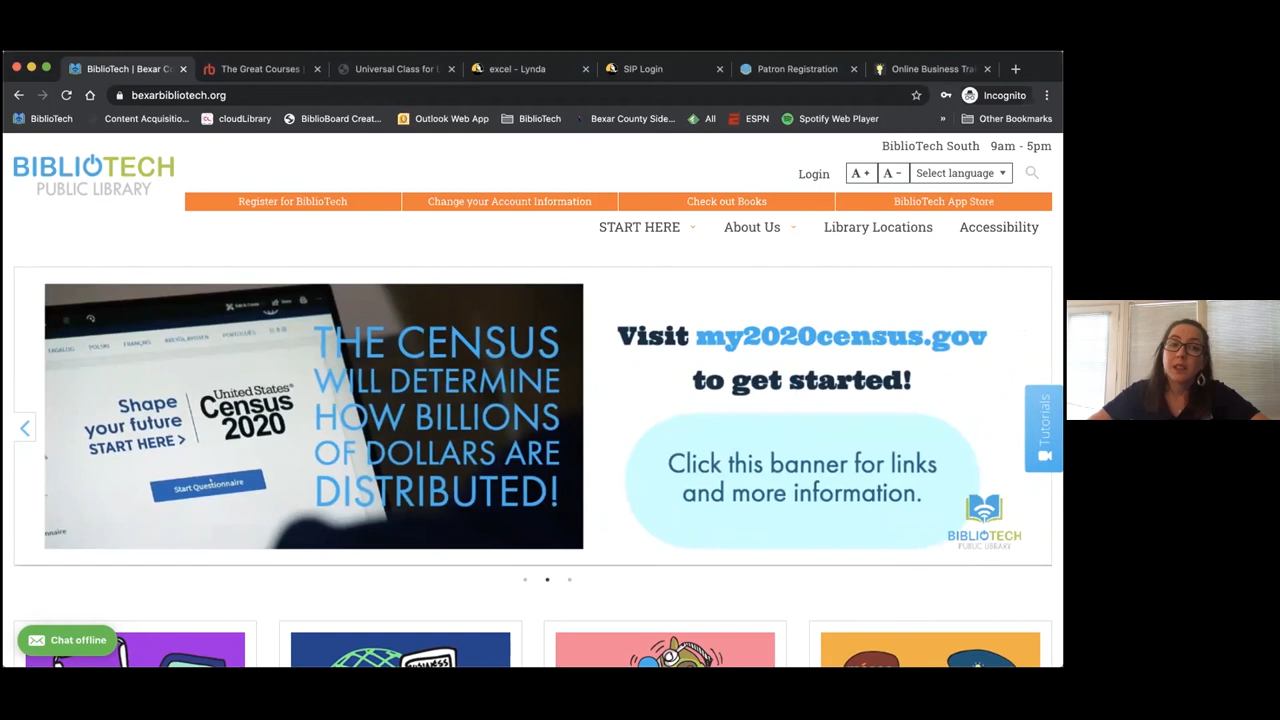 BiblioTech | Bexar Co
The Great Courses
Universal Class for
excel - Lynda
SIP Login
Patron Registration
Online Business Tra
bexarbibliotech.org
Incognito
BiblioTech
Content Acquisitio...
cloudLibrary
BiblioBoard Creat...
Outlook Web App
BiblioTech
Bexar County Side...
All
ESPN
Spotify Web Player
»
Other Bookmarks
BiblioTech South 9am - 5pm
BIBLIOTECH
PUBLIC LIBRARY
Login
A +
A -
Select language
Register for BiblioTech
Change your Account Information
Check out Books
BiblioTech App Store
START HERE
About Us
Library Locations
Accessibility
Shape
your future
START HERE >
United States®
Census
2020
Start Questionnaire
THE CENSUS
WILL DETERMINE
HOW BILLIONS
OF DOLLARS ARE
DISTRIBUTED!
Visit my2020census.gov
to get started!
Click this banner for links
and more information.
BIBLIOTECH
PUBLIC LIBRARY
Tutorials
Chat offline
BUSINESS